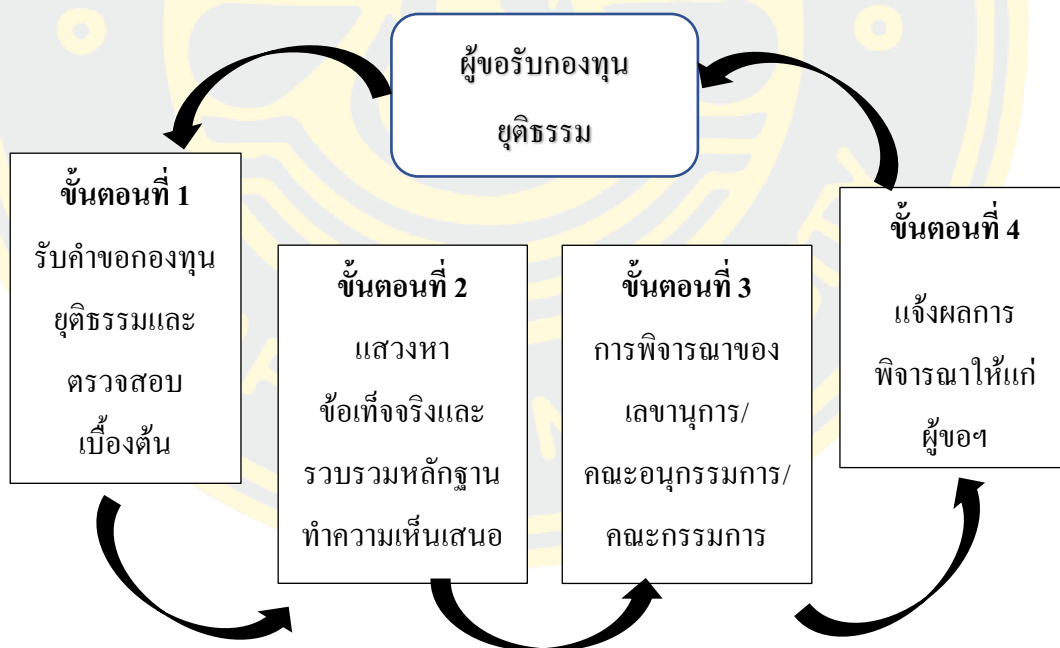 ผู้ขอรับกองทุน
ยุติธรรม
ขั้นตอนที่ 1
รับคำขอกองทุน
ยุติธรรมและ
ตรวจสอบ
เบื้องต้น
ขั้นตอนที่ 2
แสวงหา
ข้อเท็จจริงและ
รวบรวมหลักฐาน
ทำความเห็นเสนอ
ขั้นตอนที่ 3
การพิจารณาของ
เลขานุการ/
คณะอนุกรรมการ/
คณะกรรมการ
ขั้นตอนที่ 4
แจ้งผลการ
พิจารณาให้แก่
ผู้ขอฯ